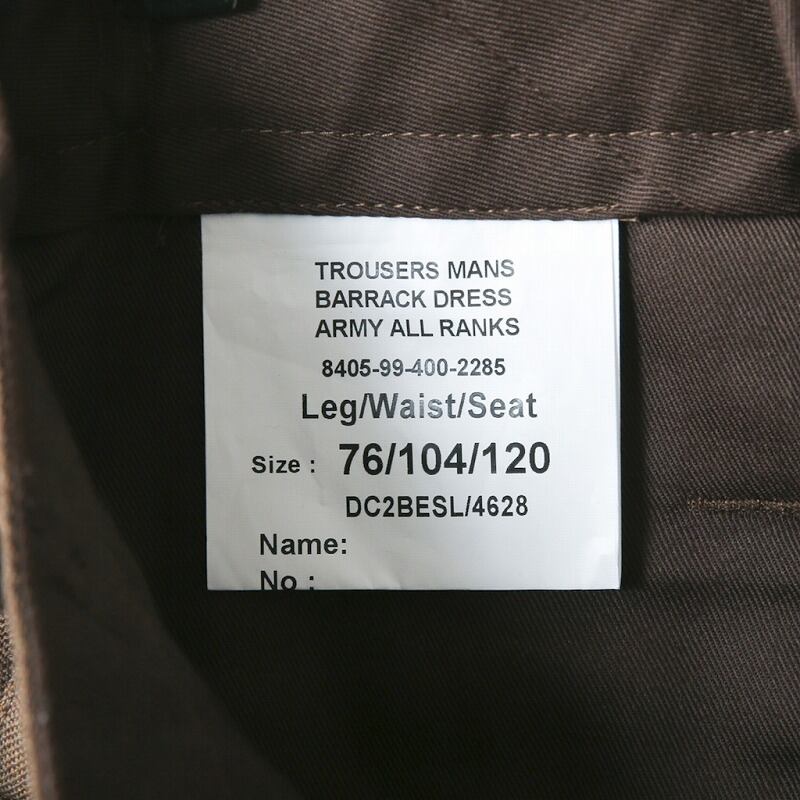 TROUSERS MANS
BARRACK DRESS
ARMY ALL RANKS
8405-99-400-2285
Leg/Waist/Seat
Size : 76/104/120
DC2BESL/4628
Name:
No :